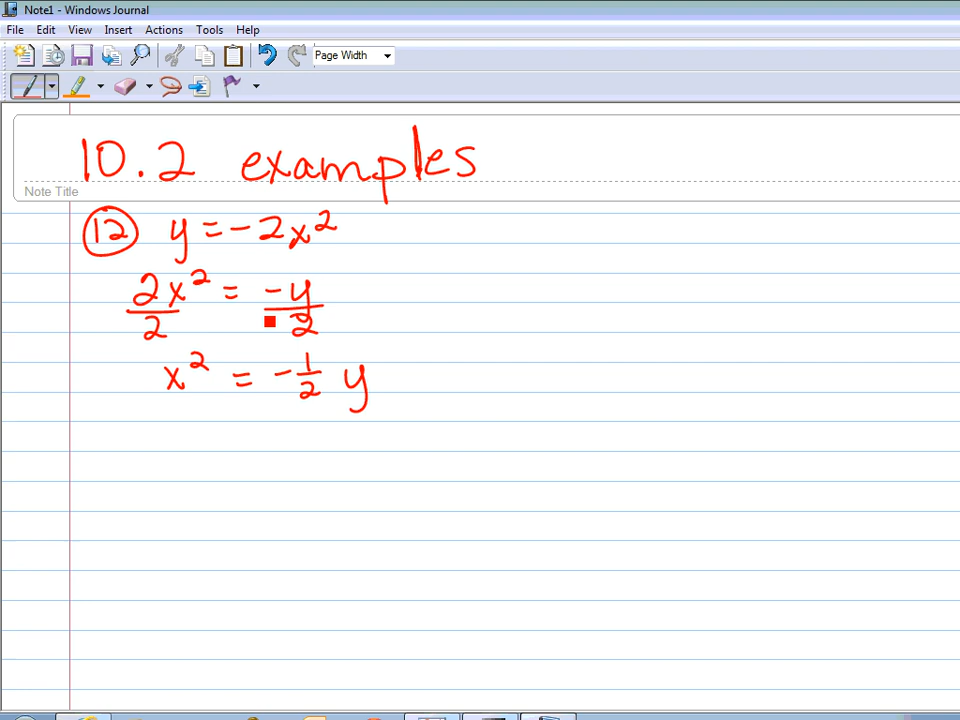 Note1 - Windows Journal
File Edit View Insert Actions Tools Help
Page Width
10.2 examples
Note Title
12 y = -2x²
2x²/2 = -y/2
x² = -1/2 y